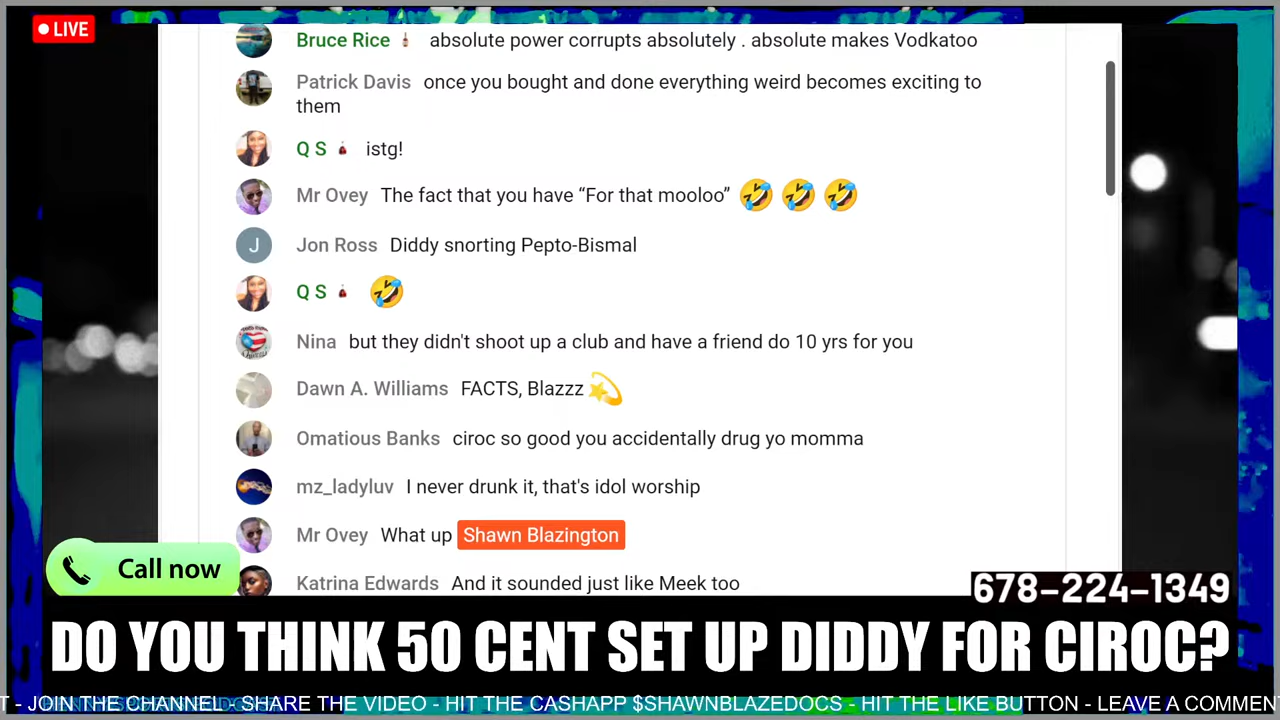 LIVE
Bruce Rice absolute power corrupts absolutely . absolute makes Vodkatoo
Patrick Davis once you bought and done everything weird becomes exciting to
them
Q S istg!
Mr Ovey The fact that you have “For that mooloo” 🤣 🤣 🤣
J Jon Ross Diddy snorting Pepto-Bismal
Q S 🤣
Nina but they didn't shoot up a club and have a friend do 10 yrs for you
Dawn A. Williams FACTS, Blazzz 💫
Omatious Banks ciroc so good you accidentally drug yo momma
mz_ladyluv I never drunk it, that's idol worship
Mr Ovey What up Shawn Blazington
Katrina Edwards And it sounded just like Meek too
Call now
678-224-1349
DO YOU THINK 50 CENT SET UP DIDDY FOR CIROC?
T - JOIN THE CHANNEL - SHARE THE VIDEO - HIT THE CASHAPP $SHAWNBLAZEDOCS - HIT THE LIKE BUTTON - LEAVE A COMMEN